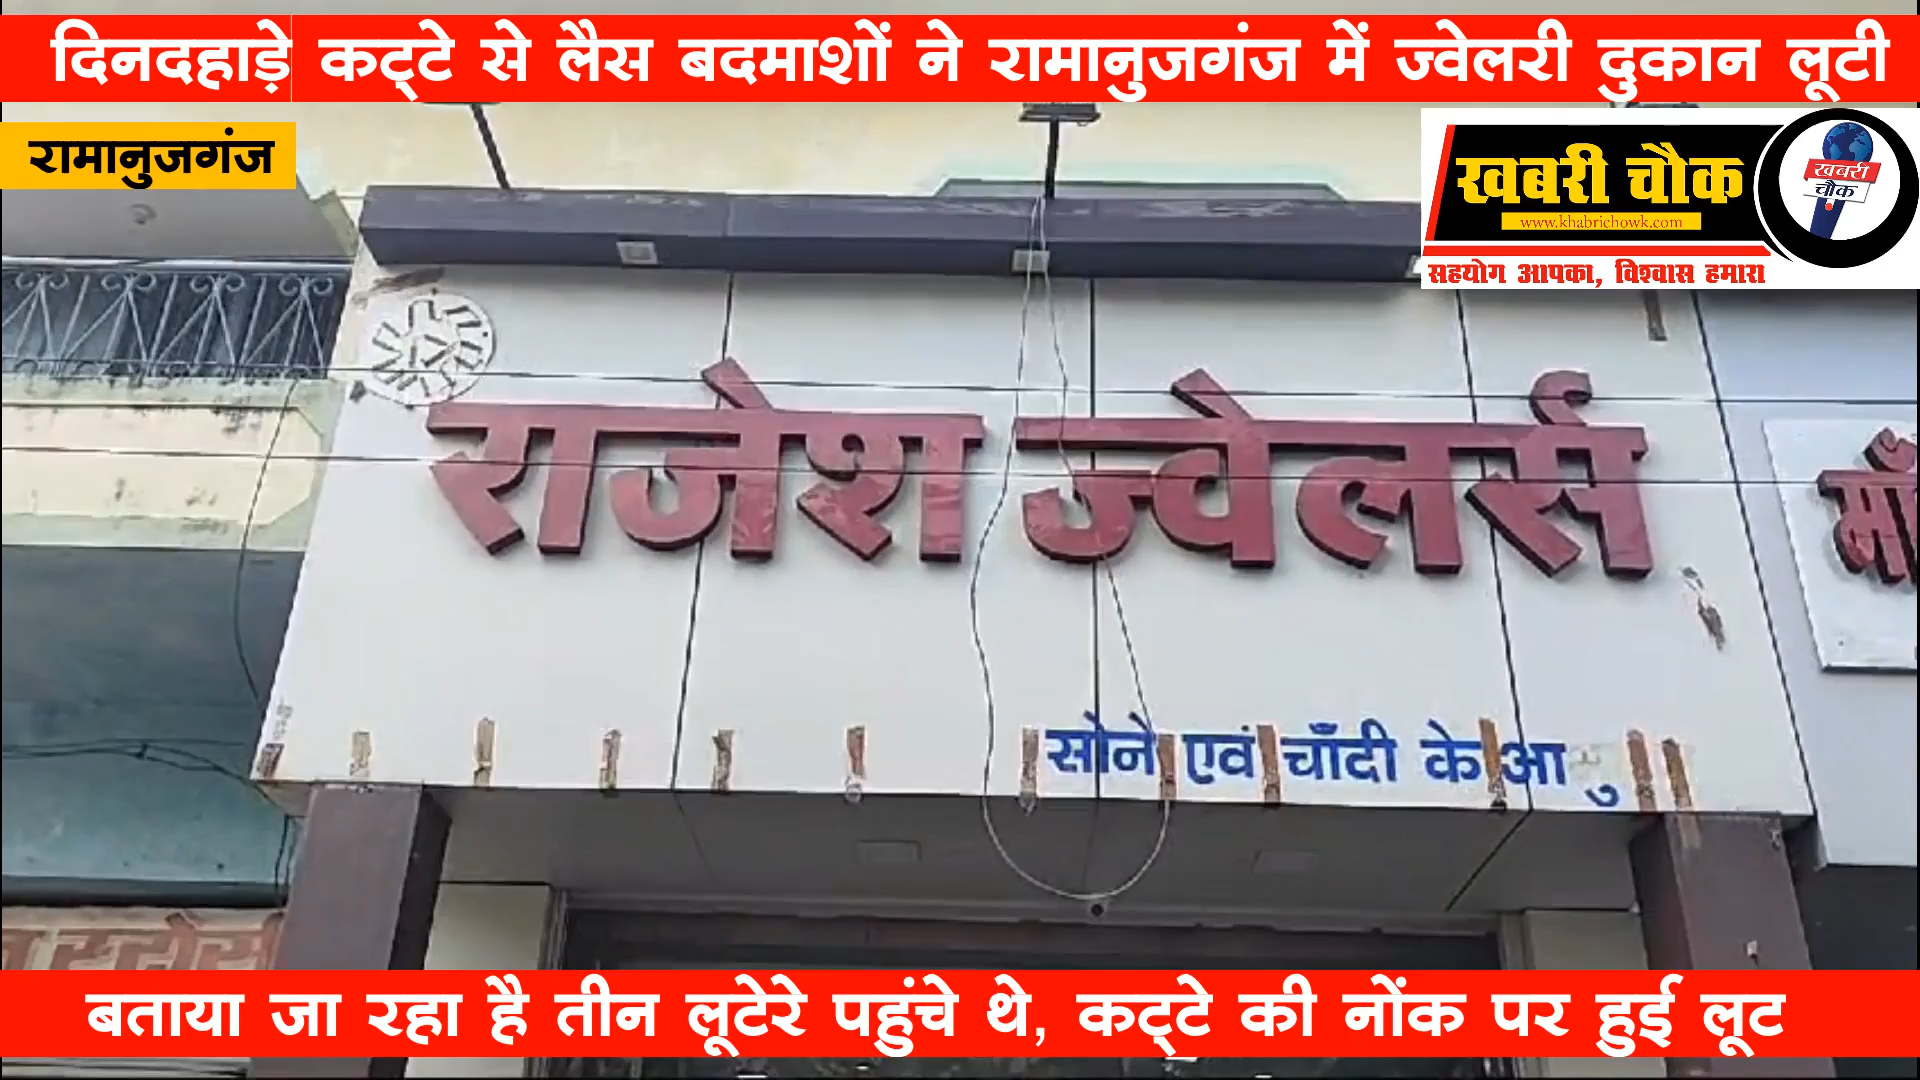 दिनदहाड़े कट्टे से लैस बदमाशों ने रामानुजगंज में ज्वेलरी दुकान लूटी
रामानुजगंज
खबरी चौक
www.khabrichowk.com
सहयोग आपका, विश्वास हमारा
खबरी
चौक
राजेश ज्वेलर्स
माँ
सोने एवं चाँदी के आ
बताया जा रहा है तीन लूटेरे पहुंचे थे, कट्टे की नोंक पर हुई लूट